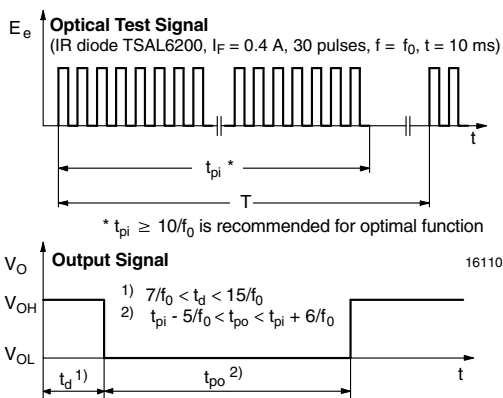 E_e Optical Test Signal
(IR diode TSAL6200, I_F = 0.4 A, 30 pulses, f = f_0, t = 10 ms)
t
t_pi *
T
* t_pi ≥ 10/f_0 is recommended for optimal function
V_O Output Signal 16110
V_OH
1) 7/f_0 < t_d < 15/f_0
2) t_pi - 5/f_0 < t_po < t_pi + 6/f_0
V_OL
t_d 1) t_po 2) t